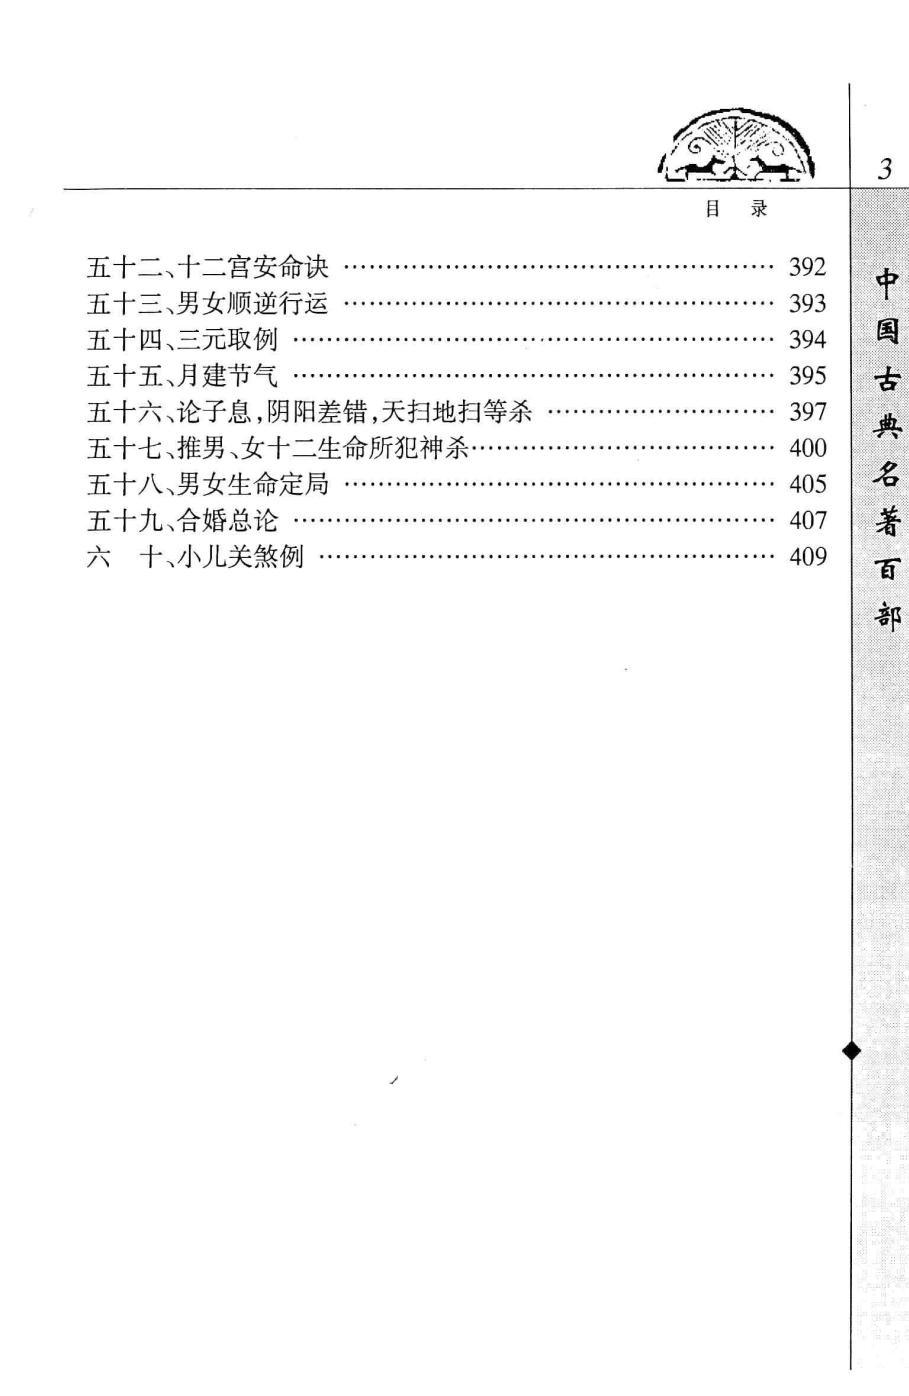 3
目 录
五十二、十二宫安命诀 ………………………………………… 392
五十三、男女顺逆行运 ………………………………………… 393
五十四、三元取例 ……………………………………………… 394
五十五、月建节气 ……………………………………………… 395
五十六、论子息,阴阳差错,天扫地扫等杀 …………………… 397
五十七、推男、女十二生命所犯神杀…………………………… 400
五十八、男女生命定局 ………………………………………… 405
五十九、合婚总论 ……………………………………………… 407
六 十、小儿关煞例 …………………………………………… 409
中国古典名著百部